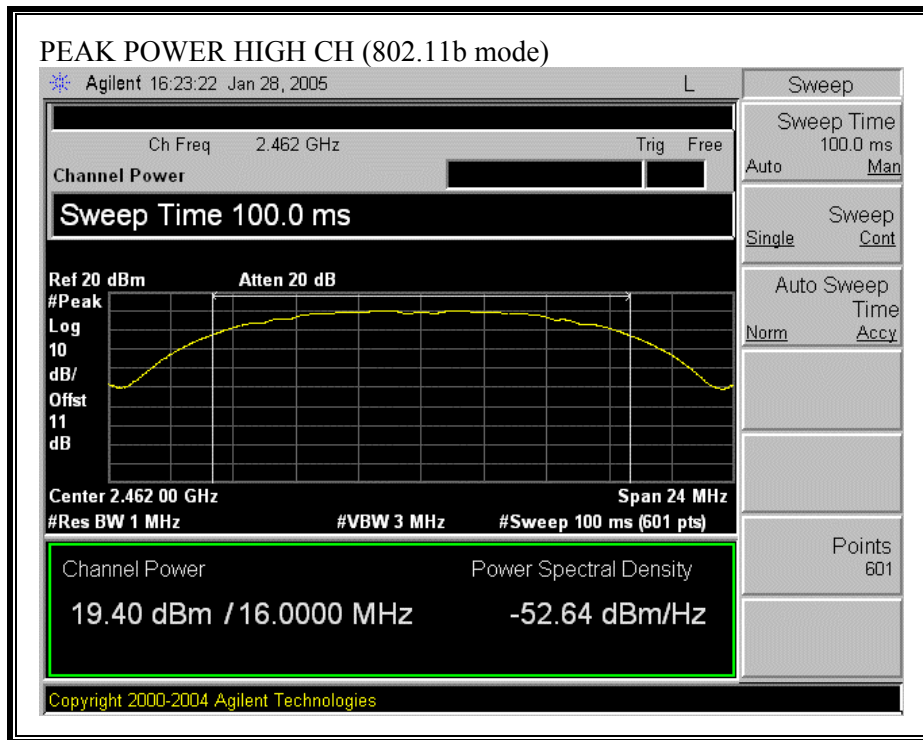 PEAK POWER HIGH CH (802.11b mode)
Agilent 16:23:22 Jan 28, 2005 L
Sweep
Ch Freq 2.462 GHz Trig Free
Channel Power
Sweep Time 100.0 ms
Ref 20 dBm Atten 20 dB
#Peak
Log
10
dB/
Offst
11
dB
Center 2.462 00 GHz Span 24 MHz
#Res BW 1 MHz #VBW 3 MHz #Sweep 100 ms (601 pts)
Channel Power Power Spectral Density
19.40 dBm / 16.0000 MHz -52.64 dBm/Hz
Copyright 2000-2004 Agilent Technologies
Sweep Time
100.0 ms
Auto Man
Sweep
Single Cont
Auto Sweep
Time
Norm Accy
Points
601